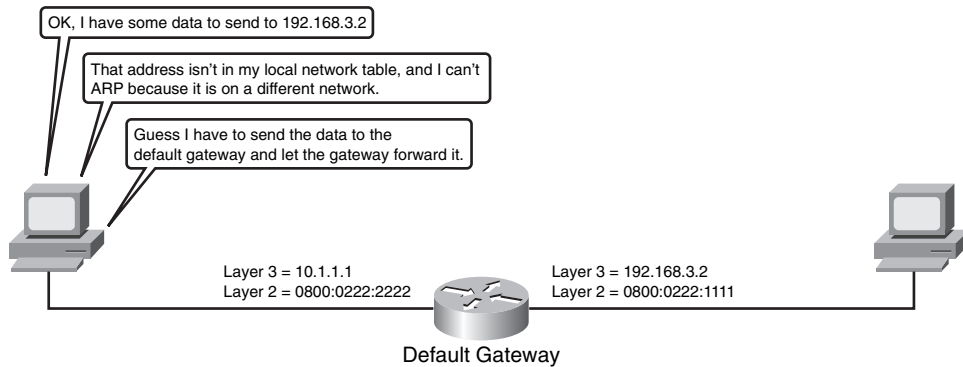 OK, I have some data to send to 192.168.3.2
That address isn't in my local network table, and I can't
ARP because it is on a different network.
Guess I have to send the data to the
default gateway and let the gateway forward it.
Layer 3 = 10.1.1.1
Layer 2 = 0800:0222:2222
Layer 3 = 192.168.3.2
Layer 2 = 0800:0222:1111
Default Gateway